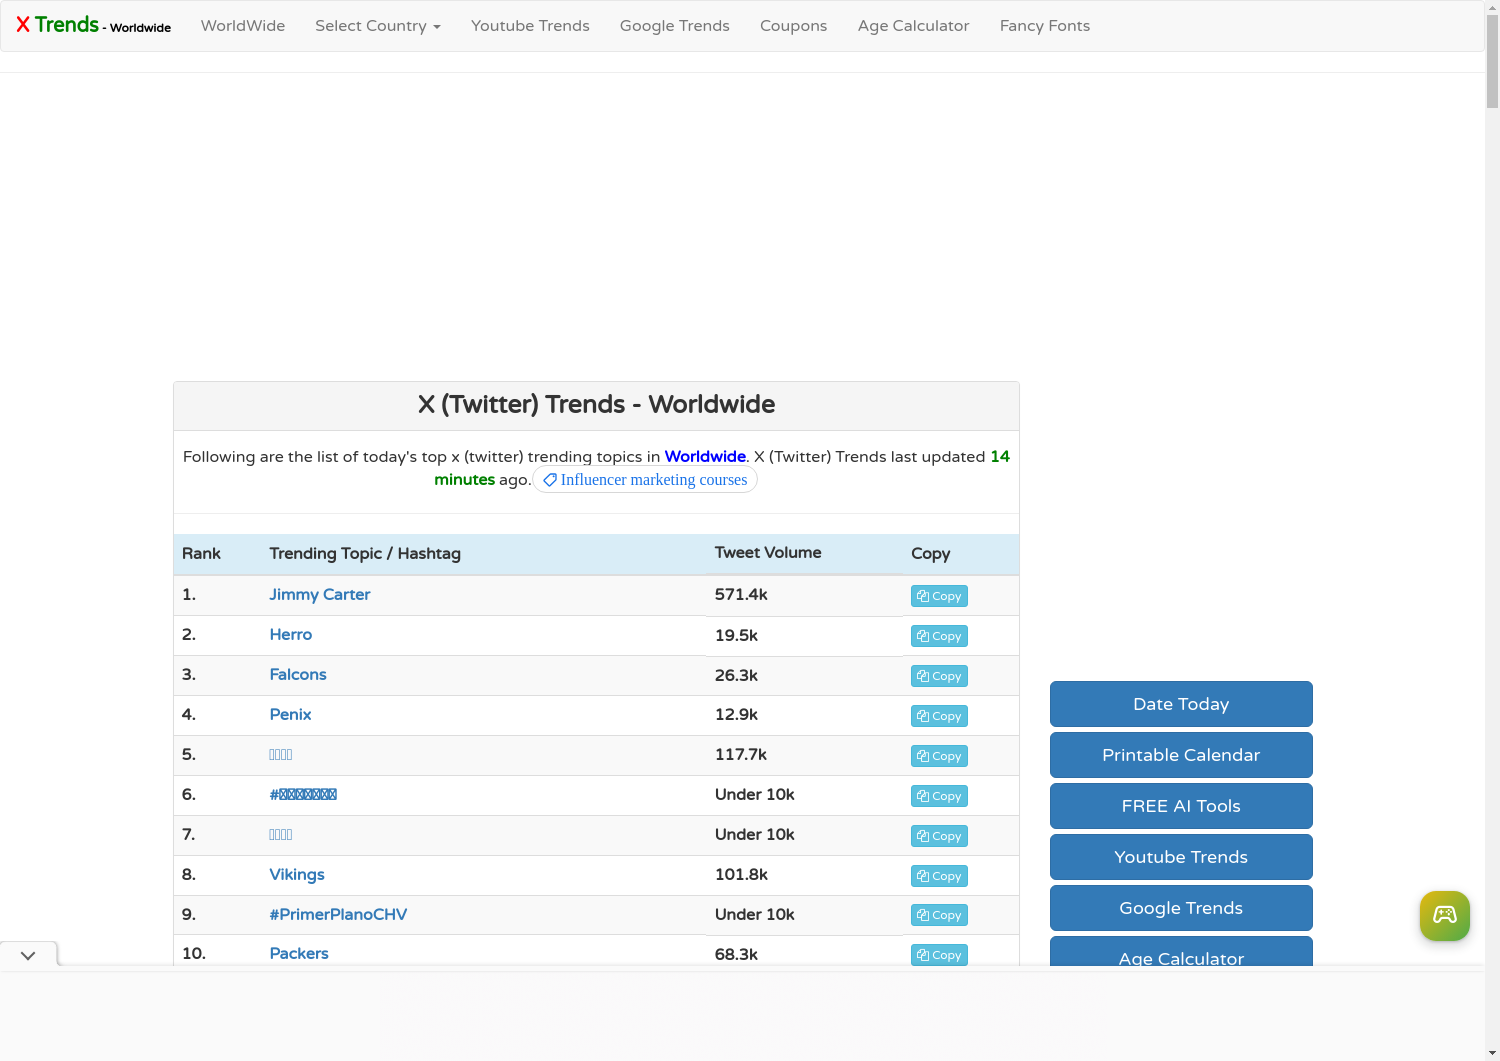 X Trends - Worldwide WorldWide Select Country Youtube Trends Google Trends Coupons Age Calculator Fancy Fonts
X (Twitter) Trends - Worldwide
Following are the list of today's top x (twitter) trending topics in Worldwide. X (Twitter) Trends last updated 14
minutes ago. Influencer marketing courses
Rank Trending Topic / Hashtag Tweet Volume Copy
1. Jimmy Carter 571.4k Copy
2. Herro 19.5k Copy
3. Falcons 26.3k Copy
4. Penix 12.9k Copy
5. 117.7k Copy
6. # Under 10k Copy
7. Under 10k Copy
8. Vikings 101.8k Copy
9. #PrimerPlanoCHV Under 10k Copy
10. Packers 68.3k Copy
Date Today
Printable Calendar
FREE AI Tools
Youtube Trends
Google Trends
Age Calculator